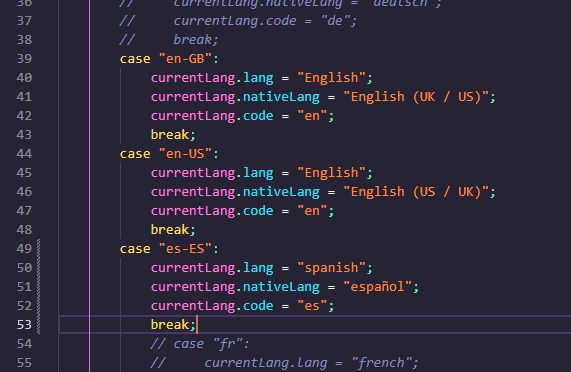 36 // currentLang.nativeLang = "deutsch";
37 // currentLang.code = "de";
38 // break;
39 case "en-GB":
40 currentLang.lang = "English";
41 currentLang.nativeLang = "English (UK / US)";
42 currentLang.code = "en";
43 break;
44 case "en-US":
45 currentLang.lang = "English";
46 currentLang.nativeLang = "English (US / UK)";
47 currentLang.code = "en";
48 break;
49 case "es-ES":
50 currentLang.lang = "spanish";
51 currentLang.nativeLang = "español";
52 currentLang.code = "es";
53 break;
54 // case "fr":
55 // currentLang.lang = "french";